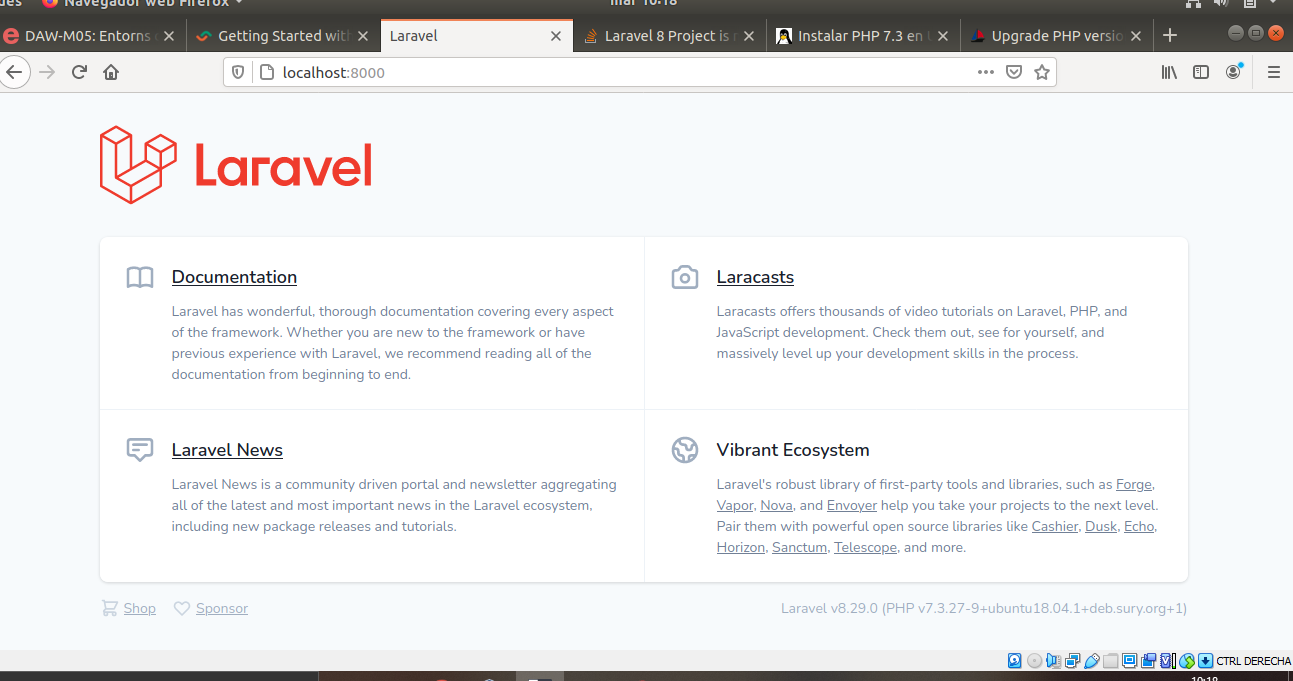 Navegador web Firefox
mar 10:18
DAW-M05: Entorns
Getting Started with
Laravel
Laravel 8 Project is
Instalar PHP 7.3 en
Upgrade PHP versio
localhost:8000
Laravel
Documentation
Laravel has wonderful, thorough documentation covering every aspect
of the framework. Whether you are new to the framework or have
previous experience with Laravel, we recommend reading all of the
documentation from beginning to end.
Laracasts
Laracasts offers thousands of video tutorials on Laravel, PHP, and
JavaScript development. Check them out, see for yourself, and
massively level up your development skills in the process.
Laravel News
Laravel News is a community driven portal and newsletter aggregating
all of the latest and most important news in the Laravel ecosystem,
including new package releases and tutorials.
Vibrant Ecosystem
Laravel's robust library of first-party tools and libraries, such as Forge,
Vapor, Nova, and Envoyer help you take your projects to the next level.
Pair them with powerful open source libraries like Cashier, Dusk, Echo,
Horizon, Sanctum, Telescope, and more.
Shop
Sponsor
Laravel v8.29.0 (PHP v7.3.27-9+ubuntu18.04.1+deb.sury.org+1)
CTRL DERECHA
10:18